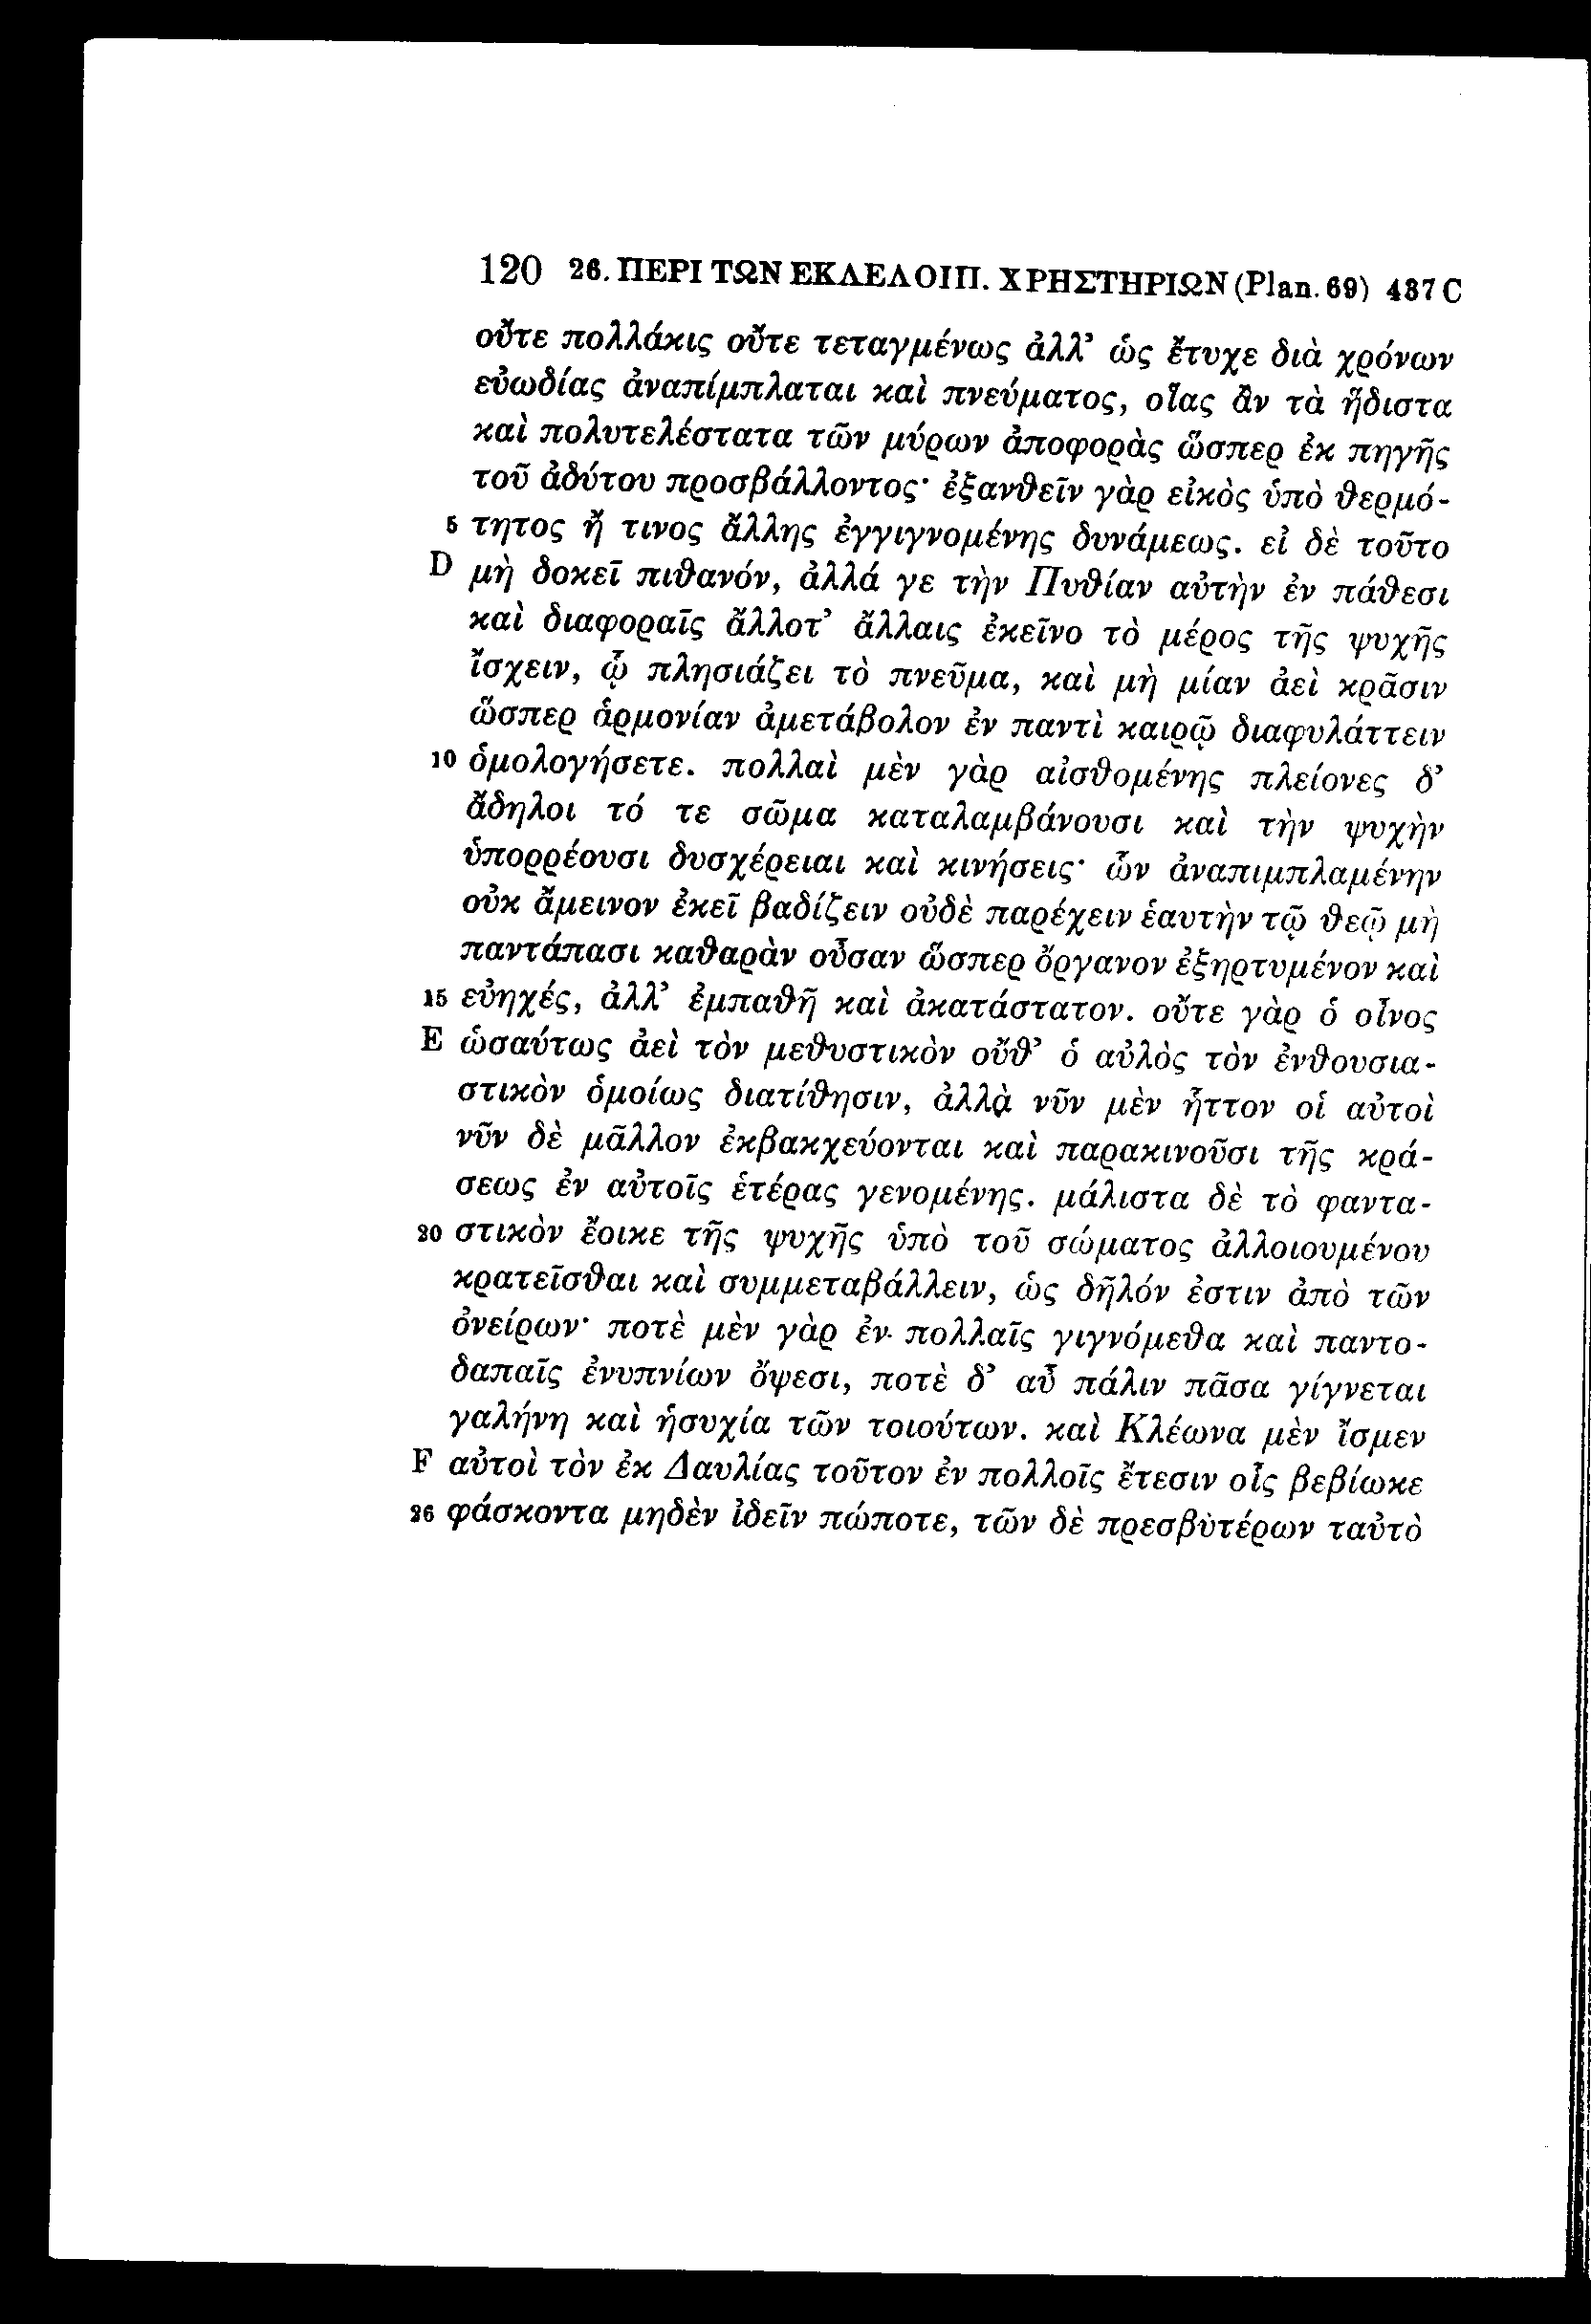 120 26. ΠΕΡΙ ΤΩΝ ΕΚΛΕΛΟΙΠ. ΧΡΗΣΤΗΡΙΩΝ (Plan. 69) 437 C
οὔτε πολλάκις οὔτε τεταγμένως ἀλλ’ ὡς ἔτυχε διὰ χρόνων
εὐωδίας ἀναπίμπλαται καὶ πνεύματος, οἵας ἂν τὰ ἥδιστα
καὶ πολυτελέστατα τῶν μύρων ἀποφορὰς ὥσπερ ἐκ πηγῆς
τοῦ ἀδύτου προσβάλλοντος· ἐξανθεῖν γὰρ εἰκὸς ὑπὸ θερμό-
5 τητος ἤ τινος ἄλλης ἐγγιγνομένης δυνάμεως. εἰ δὲ τοῦτο
D μὴ δοκεῖ πιθανόν, ἀλλά γε τὴν Πυθίαν αὐτὴν ἐν πάθεσι
καὶ διαφοραῖς ἄλλοτ’ ἄλλαις ἐκεῖνο τὸ μέρος τῆς ψυχῆς
ἴσχειν, ᾧ πλησιάζει τὸ πνεῦμα, καὶ μὴ μίαν ἀεὶ κρᾶσιν
ὥσπερ ἁρμονίαν ἀμετάβολον ἐν παντὶ καιρῷ διαφυλάττειν
10 ὁμολογήσετε. πολλαὶ μὲν γὰρ αἰσθομένης πλείονες δ’
ἄδηλοι τό τε σῶμα καταλαμβάνουσι καὶ τὴν ψυχὴν
ὑπορρέουσι δυσχέρειαι καὶ κινήσεις· ὧν ἀναπιμπλαμένην
οὐκ ἄμεινον ἐκεῖ βαδίζειν οὐδὲ παρέχειν ἑαυτὴν τῷ θεῷ μὴ
παντάπασι καθαρὰν οὖσαν ὥσπερ ὄργανον ἐξηρτυμένον καὶ
15 εὐηχές, ἀλλ’ ἐμπαθῆ καὶ ἀκατάστατον. οὔτε γὰρ ὁ οἶνος
E ὡσαύτως ἀεὶ τὸν μεθυστικὸν οὔθ’ ὁ αὐλὸς τὸν ἐνθουσια-
στικὸν ὁμοίως διατίθησιν, ἀλλὰ νῦν μὲν ἧττον οἱ αὐτοὶ
νῦν δὲ μᾶλλον ἐκβακχεύονται καὶ παρακινοῦσι τῆς κρά-
σεως ἐν αὐτοῖς ἑτέρας γενομένης. μάλιστα δὲ τὸ φαντα-
20 στικὸν ἔοικε τῆς ψυχῆς ὑπὸ τοῦ σώματος ἀλλοιουμένου
κρατεῖσθαι καὶ συμμεταβάλλειν, ὡς δῆλόν ἐστιν ἀπὸ τῶν
ὀνείρων· ποτὲ μὲν γὰρ ἐν πολλαῖς γιγνόμεθα καὶ παντο-
δαπαῖς ἐνυπνίων ὄψεσι, ποτὲ δ’ αὖ πάλιν πᾶσα γίγνεται
γαλήνη καὶ ἡσυχία τῶν τοιούτων. καὶ Κλέωνα μὲν ἴσμεν
F αὐτοὶ τὸν ἐκ Δαυλίας τοῦτον ἐν πολλοῖς ἔτεσιν οἷς βεβίωκε
26 φάσκοντα μηδὲν ἰδεῖν πώποτε, τῶν δὲ πρεσβυτέρων ταὐτὸ